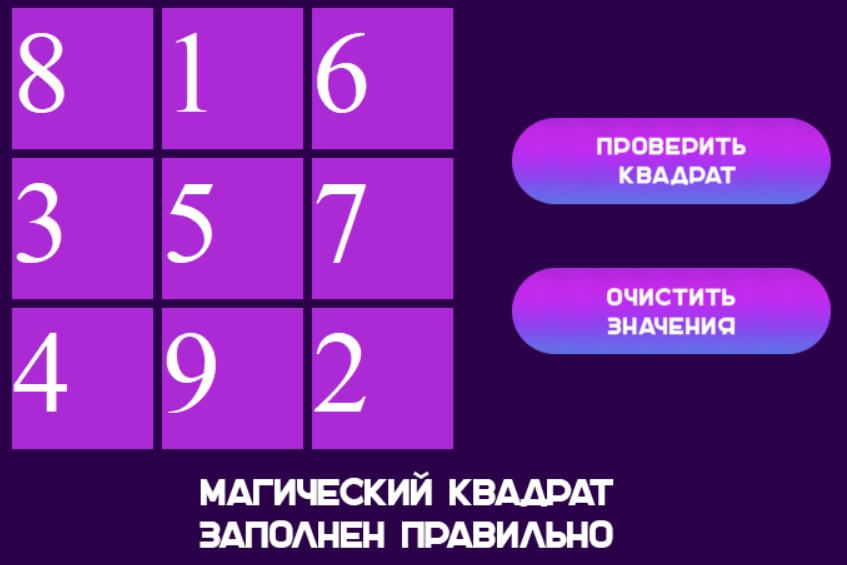 8 1 6
3 5 7
4 9 2
ПРОВЕРИТЬ
КВАДРАТ
ОЧИСТИТЬ
ЗНАЧЕНИЯ
МАГИЧЕСКИЙ КВАДРАТ
ЗАПОЛНЕН ПРАВИЛЬНО